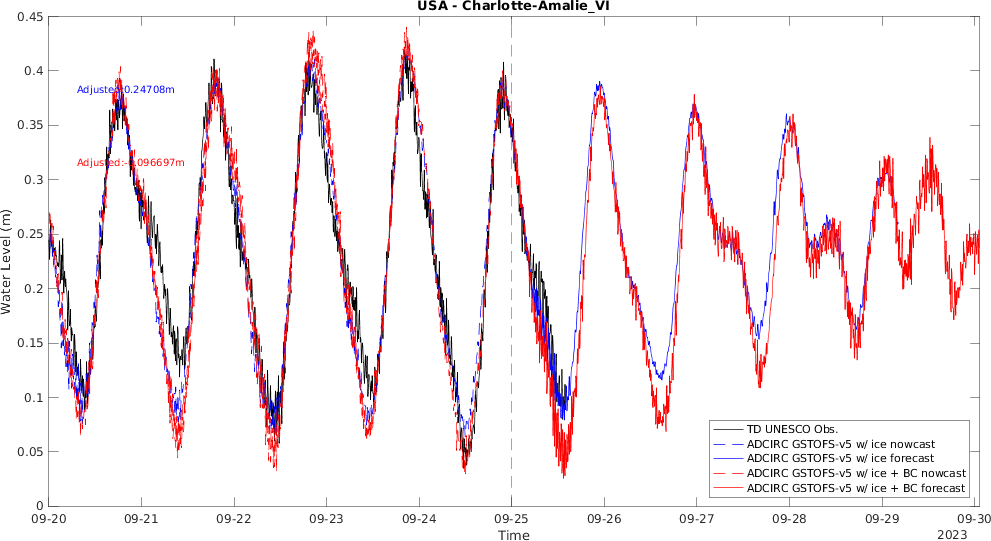 USA - Charlotte-Amalie_VI
0.45
0.4
0.35
0.3
0.25
0.2
0.15
0.1
0.05
0
Water Level (m)
Adjusted:0.24708m
Adjusted:-0.096697m
TD UNESCO Obs.
ADCIRC GSTOFS-v5 w/ ice nowcast
ADCIRC GSTOFS-v5 w/ ice forecast
ADCIRC GSTOFS-v5 w/ ice + BC nowcast
ADCIRC GSTOFS-v5 w/ ice + BC forecast
09-20 09-21 09-22 09-23 09-24 09-25 09-26 09-27 09-28 09-29 09-30
Time
2023